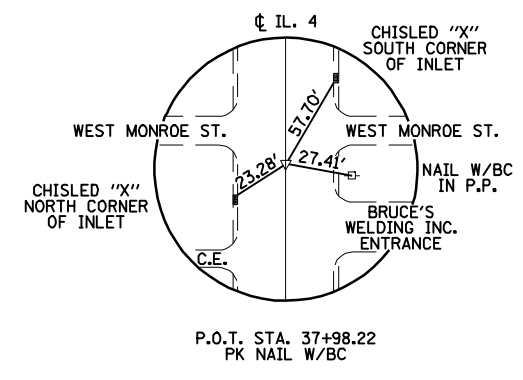 ℄ IL. 4
CHISLED "X"
SOUTH CORNER
OF INLET
57.70'
WEST MONROE ST.
WEST MONROE ST.
27.41'
23.28'
NAIL W/BC
IN P.P.
CHISLED "X"
NORTH CORNER
OF INLET
BRUCE'S
WELDING INC.
ENTRANCE
C.E.
P.O.T. STA. 37+98.22
PK NAIL W/BC